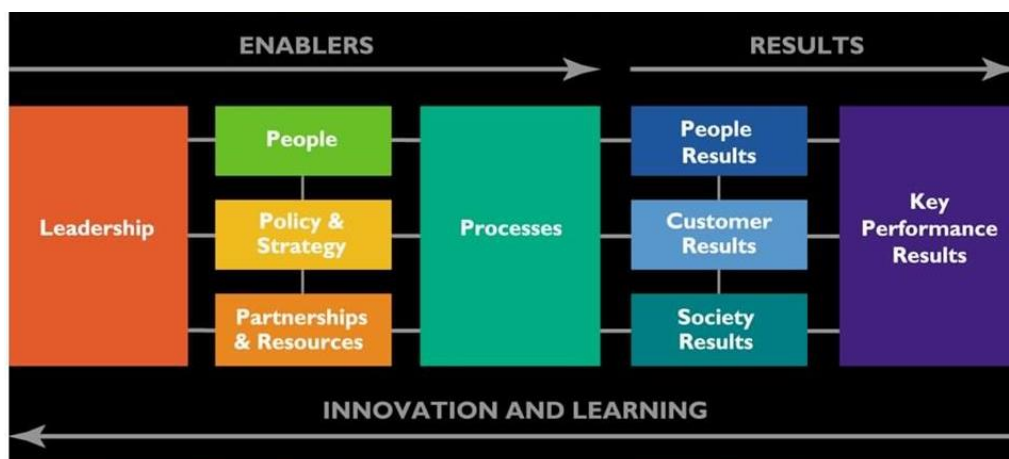 ENABLERS
RESULTS
Leadership
People
Policy &
Strategy
Partnerships
& Resources
Processes
People
Results
Customer
Results
Society
Results
Key
Performance
Results
INNOVATION AND LEARNING